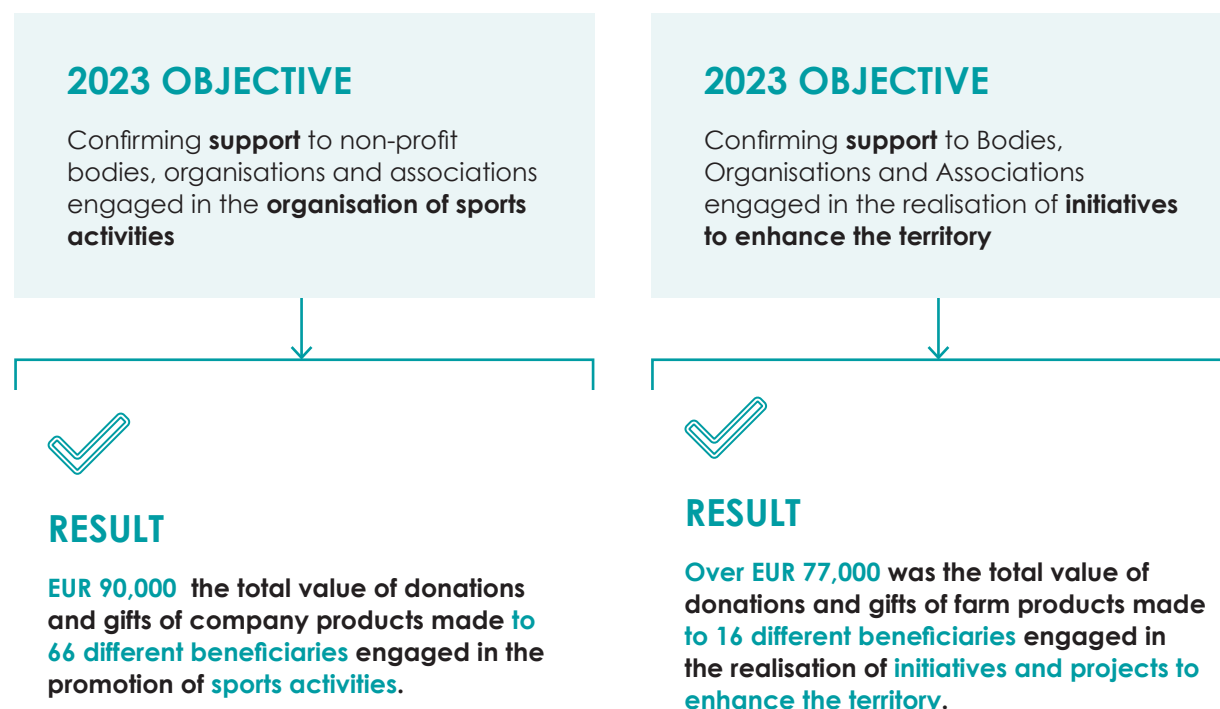 2023 OBJECTIVE
Confirming support to non-profit
bodies, organisations and associations
engaged in the organisation of sports
activities
RESULT
EUR 90,000 the total value of donations
and gifts of company products made to
66 different beneficiaries engaged in the
promotion of sports activities.
2023 OBJECTIVE
Confirming support to Bodies,
Organisations and Associations
engaged in the realisation of initiatives
to enhance the territory
RESULT
Over EUR 77,000 was the total value of
donations and gifts of farm products made
to 16 different beneficiaries engaged in
the realisation of initiatives and projects to
enhance the territory.